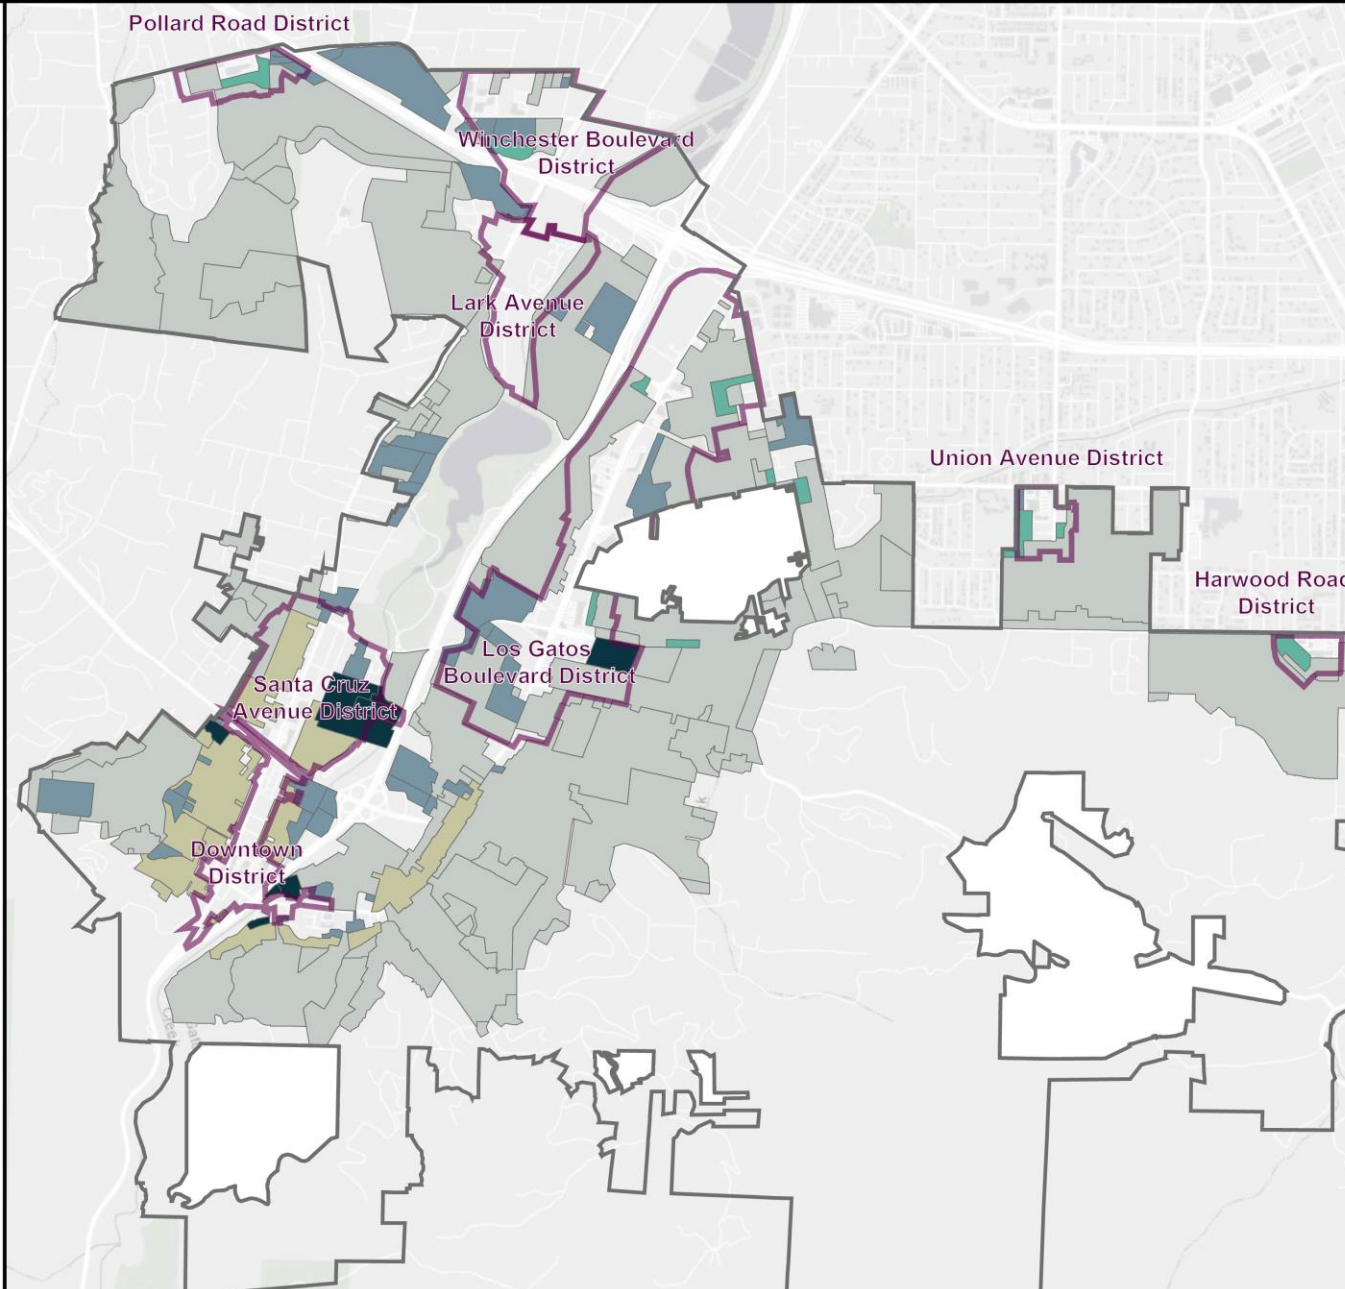 Pollard Road District
Winchester Boulevard
District
Lark Avenue
District
Union Avenue District
Harwood Road
District
Los Gatos
Boulevard District
Santa Cruz
Avenue District
Downtown
District